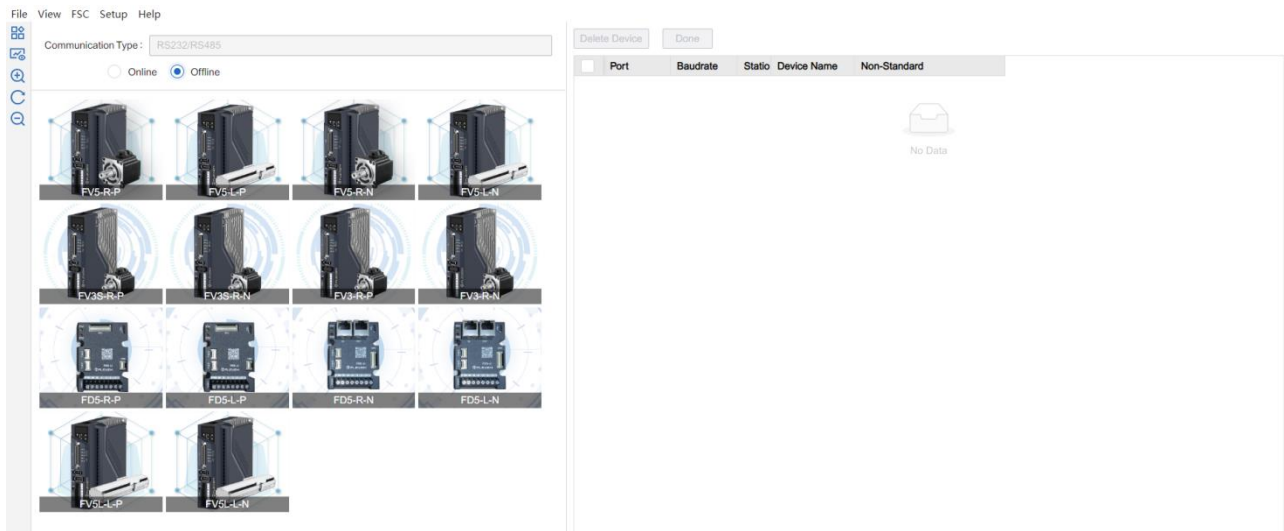 File View FSC Setup Help
Communication Type : RS232/RS485
Online Offline
FV5-R-P FV5-L-P FV5-R-N FV5-L-N
FV3S-R-P FV3S-R-N FV3-R-P FV3-R-N
FD5-R-P FD5-L-P FD5-R-N FD5-L-N
FV5L-L-P FV5L-L-N
Delete Device Done
Port Baudrate Statio Device Name Non-Standard
No Data